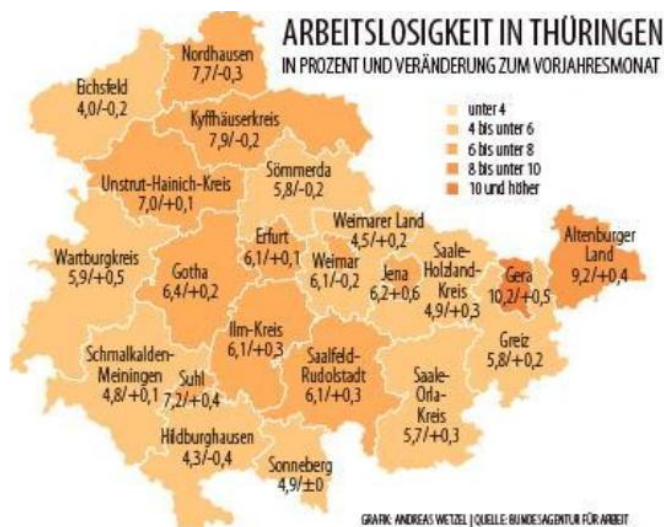 ARBEITSLOSIGKEIT IN THÜRINGEN
IN PROZENT UND VERÄNDERUNG ZUM VORJAHRESMONAT
unter 4
4 bis unter 6
6 bis unter 8
8 bis unter 10
10 und höher
Nordhausen
7,7/-0,3
Eichsfeld
4,0/-0,2
Kyffhäuserkreis
7,9/-0,2
Sömmerda
5,8/-0,2
Unstrut-Hainich-Kreis
7,0/+0,1
Weimarer Land
4,5/+0,2
Wartburgkreis
5,9/+0,5
Gotha
6,4/+0,2
Erfurt
6,1/+0,1
Weimar
6,1/-0,2
Jena
6,2/+0,6
Saale-
Holzland-
Kreis
4,9/+0,3
Gera
10,2/+0,5
Altenburger
Land
9,2/+0,4
Greiz
5,8/+0,2
Ilm-Kreis
6,1/+0,3
Saalfeld-
Rudolstadt
6,1/+0,3
Schmalkalden-
Meiningen
4,8/+0,1
Suhl
7,2/+0,4
Saale-
Orla-
Kreis
5,7/+0,3
Hildburghausen
4,3/-0,4
Sonneberg
4,9/±0
GRAFIK: ANDREAS WETZEL | QUELLE: BUNDESAGENTUR FÜR ARBEIT